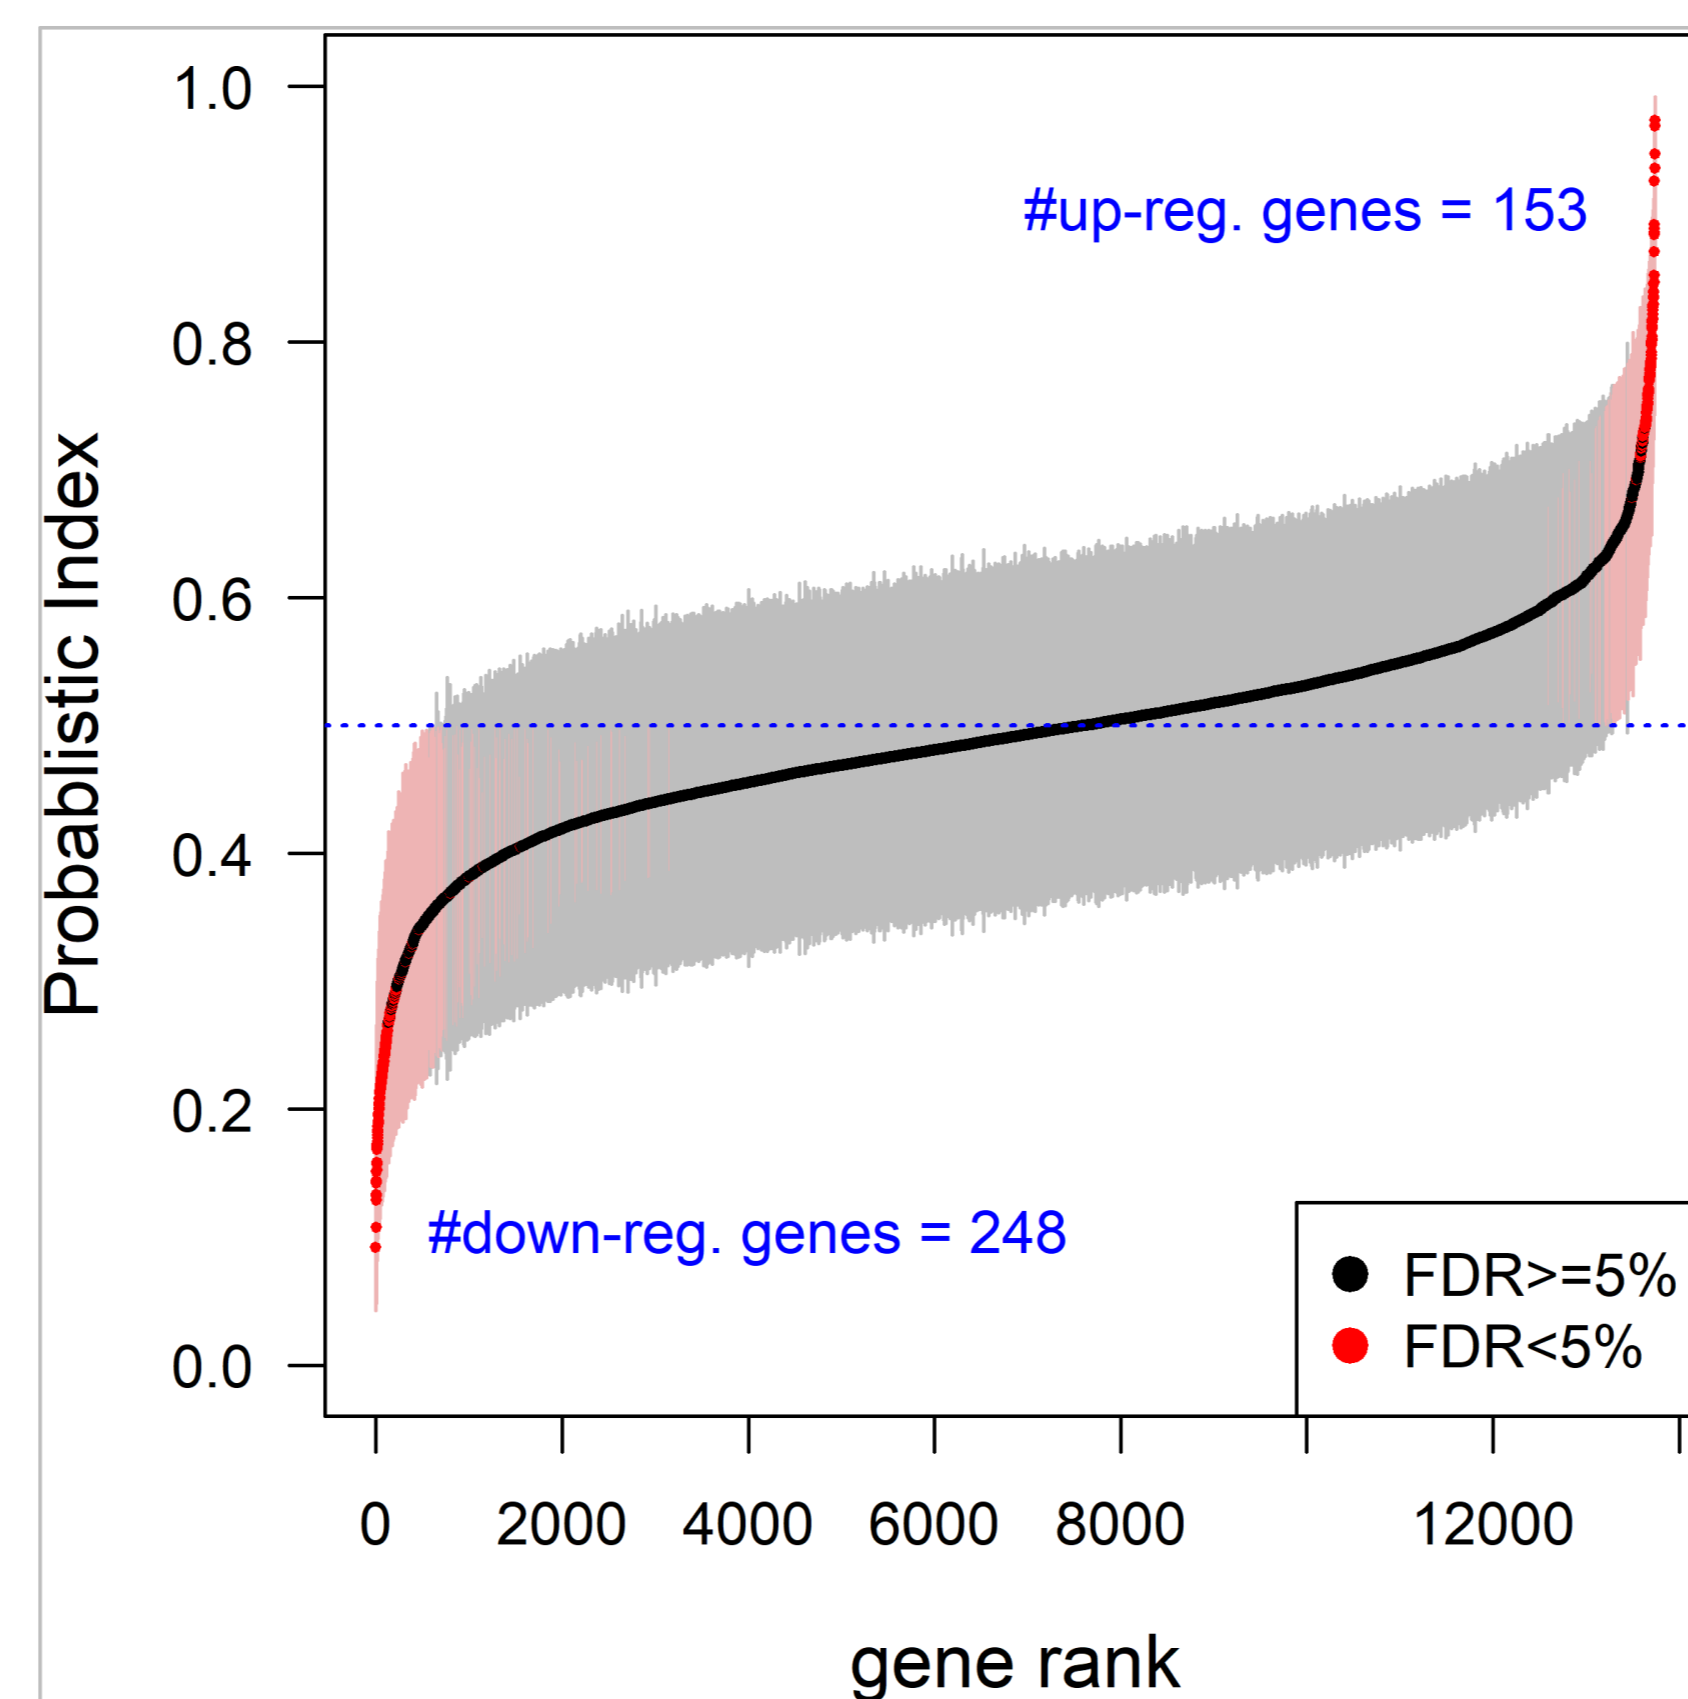 1.0
#up-reg. genes = 153
0.8
0.6
0.4
0.2
0.0
Probablistic Index
#down-reg. genes = 248
FDR>=5%
FDR<5%
0 2000 4000 6000 8000 12000
gene rank